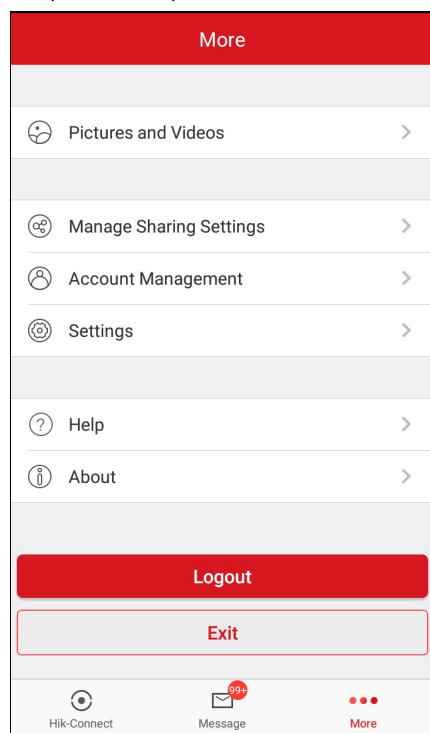 More
Pictures and Videos
Manage Sharing Settings
Account Management
Settings
? Help
About
Logout
Exit
99+
Hik-Connect
Message
More